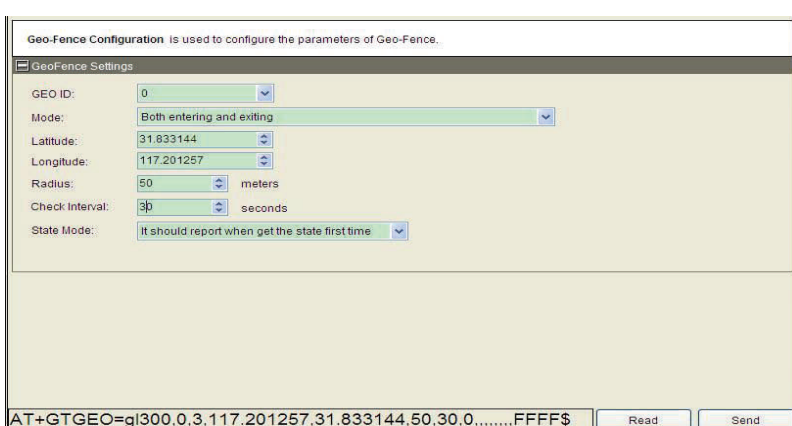 Geo-Fence Configuration is used to configure the parameters of Geo-Fence.
GeoFence Settings
GEO ID: 0
Mode: Both entering and exiting
Latitude: 31.833144
Longitude: 117.201257
Radius: 50 meters
Check Interval: 30 seconds
State Mode: It should report when get the state first time
AT+GTGEO=gl300,0,3,117.201257,31.833144,50,30,0,,,,,,,,FFFF$ Read Send